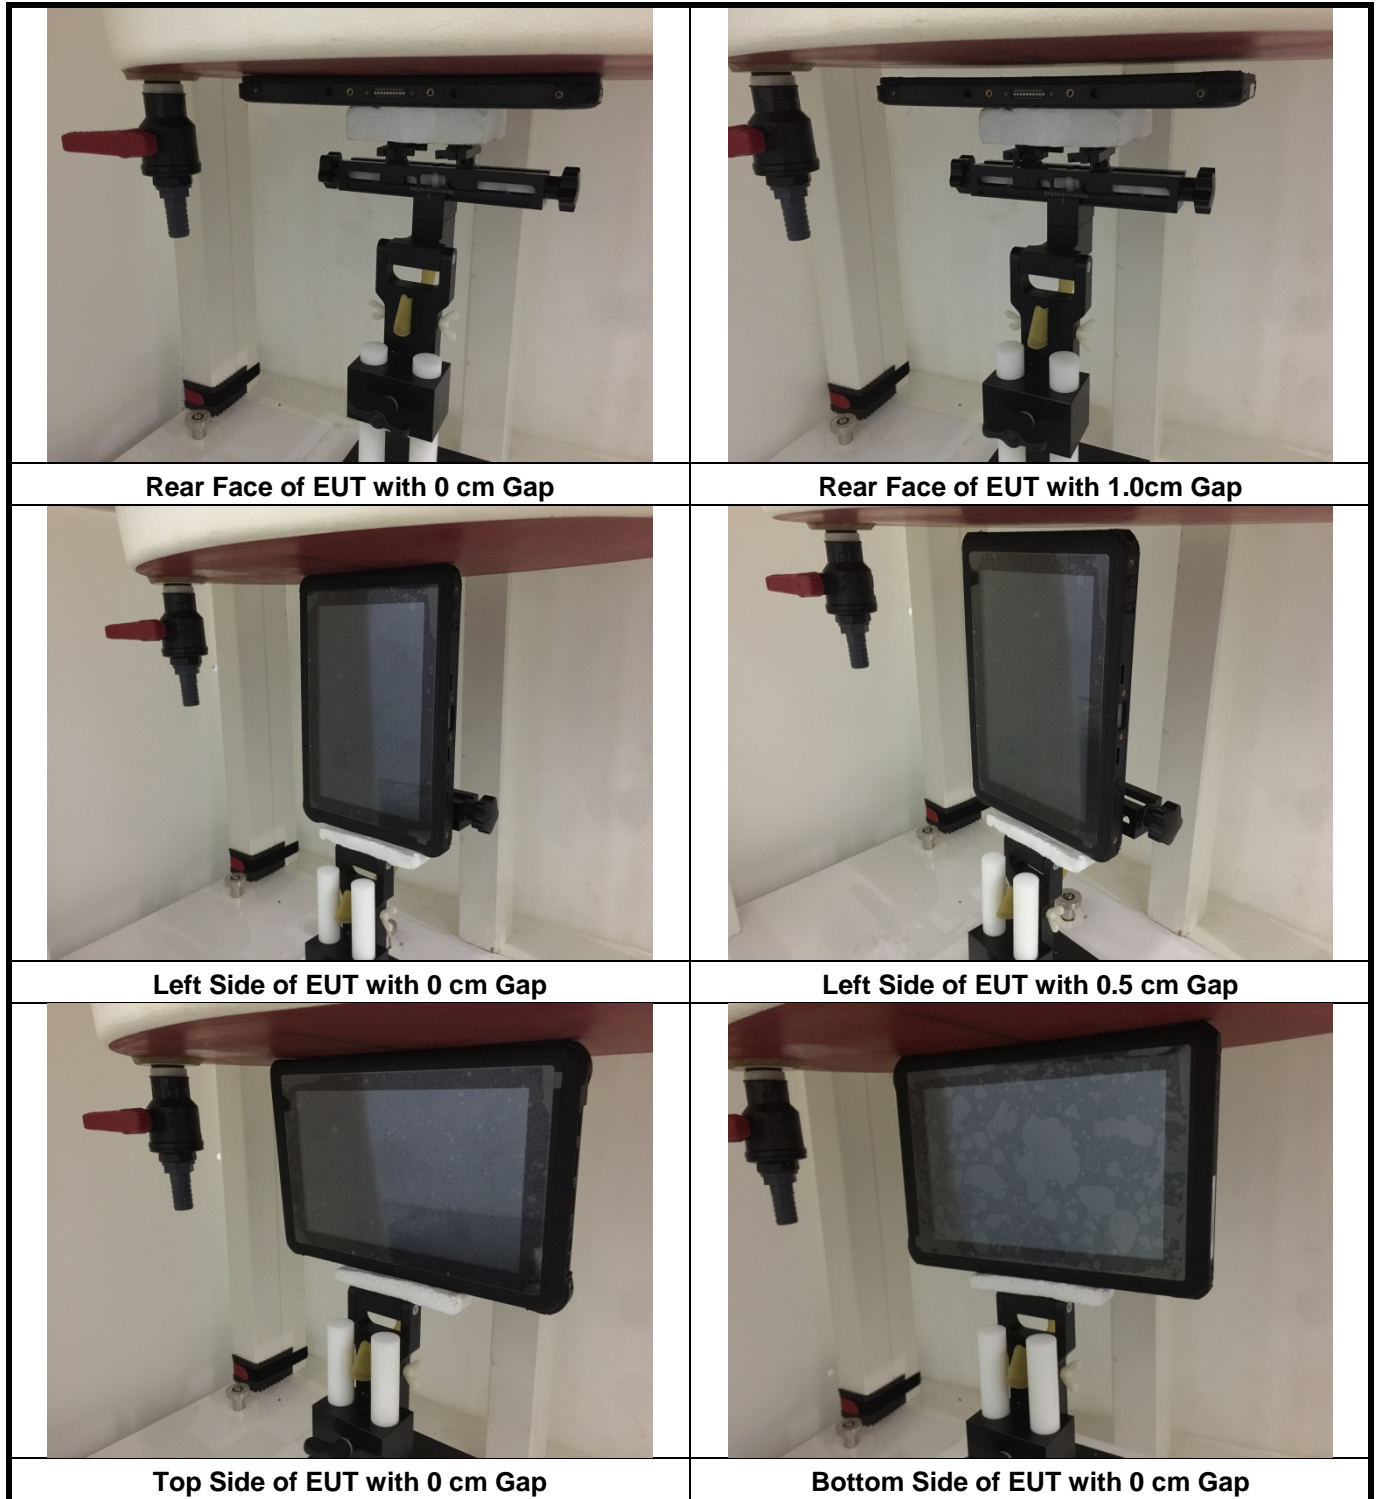 Rear Face of EUT with 0 cm Gap
Rear Face of EUT with 1.0cm Gap
Left Side of EUT with 0 cm Gap
Left Side of EUT with 0.5 cm Gap
Top Side of EUT with 0 cm Gap
Bottom Side of EUT with 0 cm Gap